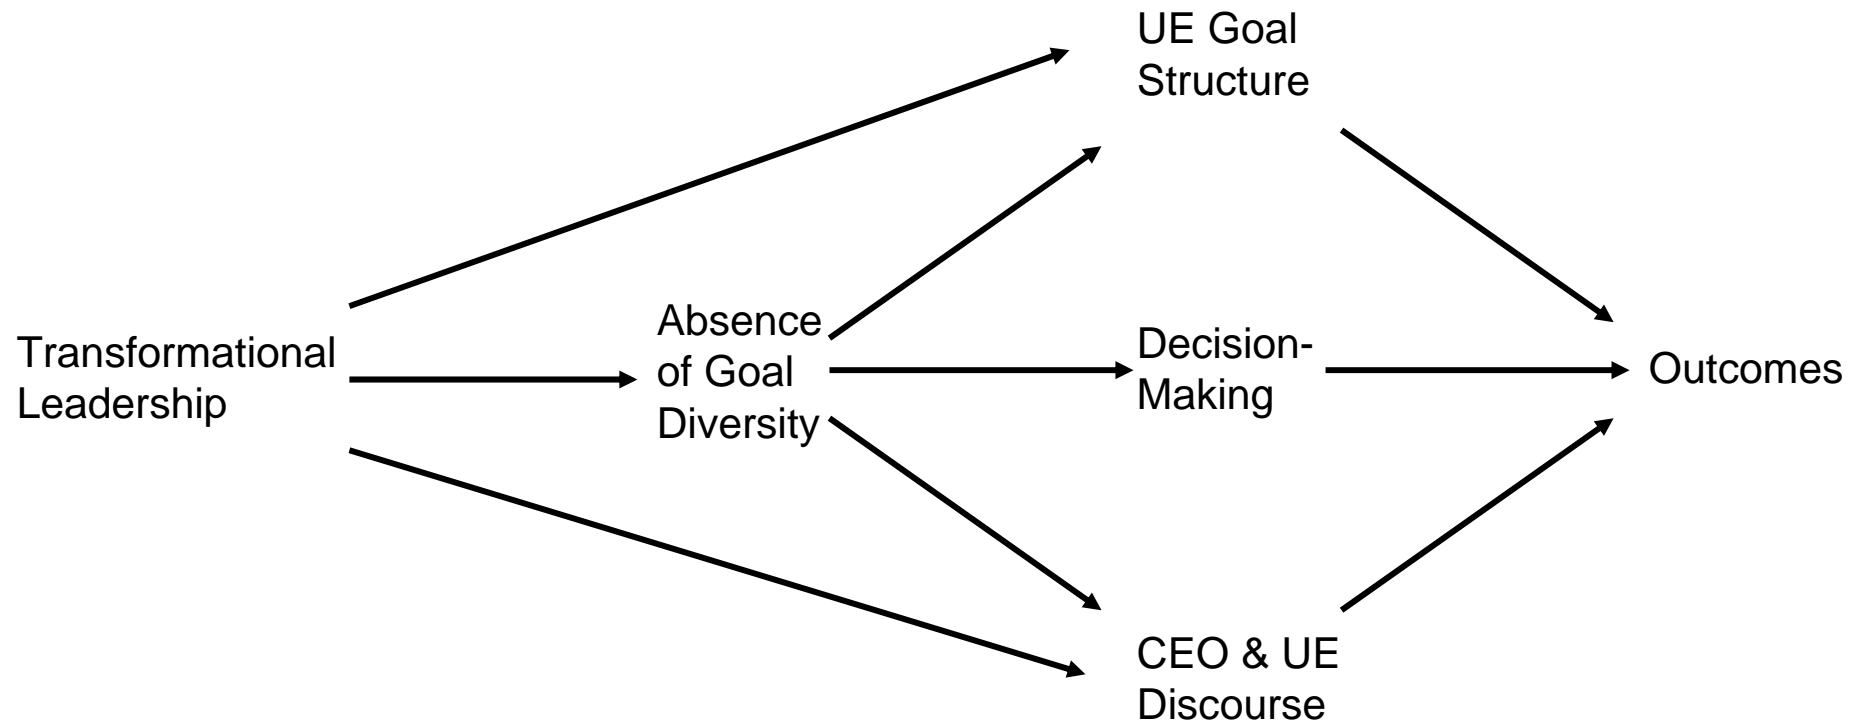 UE Goal
Structure
Transformational
Leadership
Absence
of Goal
Diversity
Decision-
Making
Outcomes
CEO & UE
Discourse